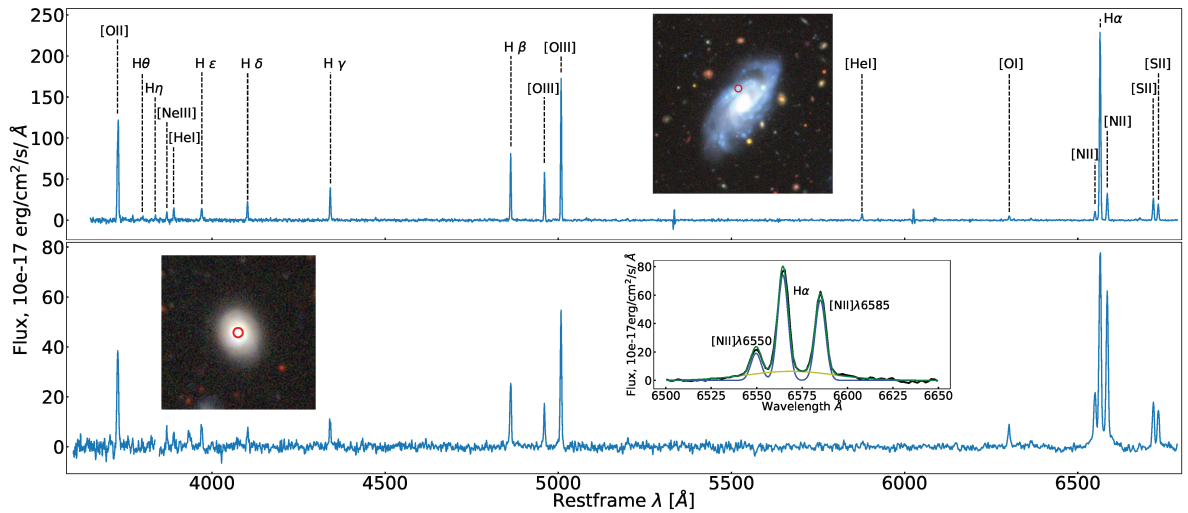 250
200
150
100
50
0
[OII]
Hθ
Hη
[NeIII]
[HeI]
H ε
H δ
H γ
H β
[OIII]
[OIII]
[HeI]
[OI]
[NII]
Hα
[NII]
[SII]
[SII]
Flux, 10e-17 erg/cm2/s/ Å
80
60
40
20
0
80
60
40
20
0
Flux, 10e-17erg/cm2/s/ Å
[NII]λ6550
Hα
[NII]λ6585
6500 6525 6550 6575 6600 6625 6650
Wavelength Å
4000 4500 5000 5500 6000 6500
Restframe λ [Å]